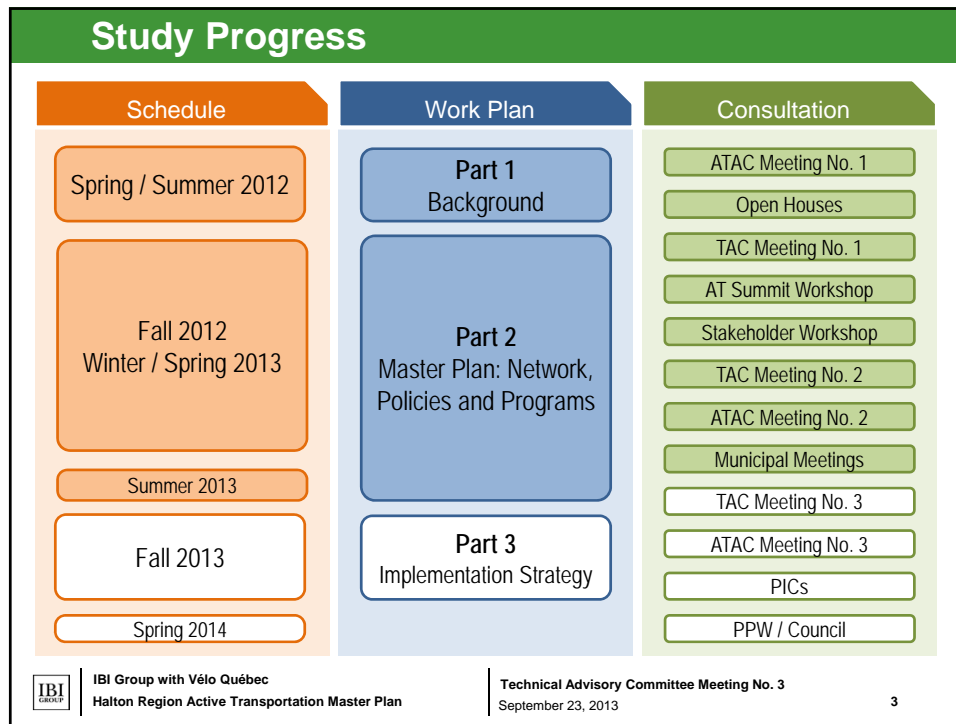 Study Progress
Schedule
Spring / Summer 2012
Fall 2012
Winter / Spring 2013
Summer 2013
Fall 2013
Spring 2014
Work Plan
Part 1
Background
Part 2
Master Plan: Network,
Policies and Programs
Part 3
Implementation Strategy
Consultation
ATAC Meeting No. 1
Open Houses
TAC Meeting No. 1
AT Summit Workshop
Stakeholder Workshop
TAC Meeting No. 2
ATAC Meeting No. 2
Municipal Meetings
TAC Meeting No. 3
ATAC Meeting No. 3
PICs
PPW / Council
IBI
GROUP
IBI Group with Vélo Québec
Halton Region Active Transportation Master Plan
Technical Advisory Committee Meeting No. 3
September 23, 2013
3